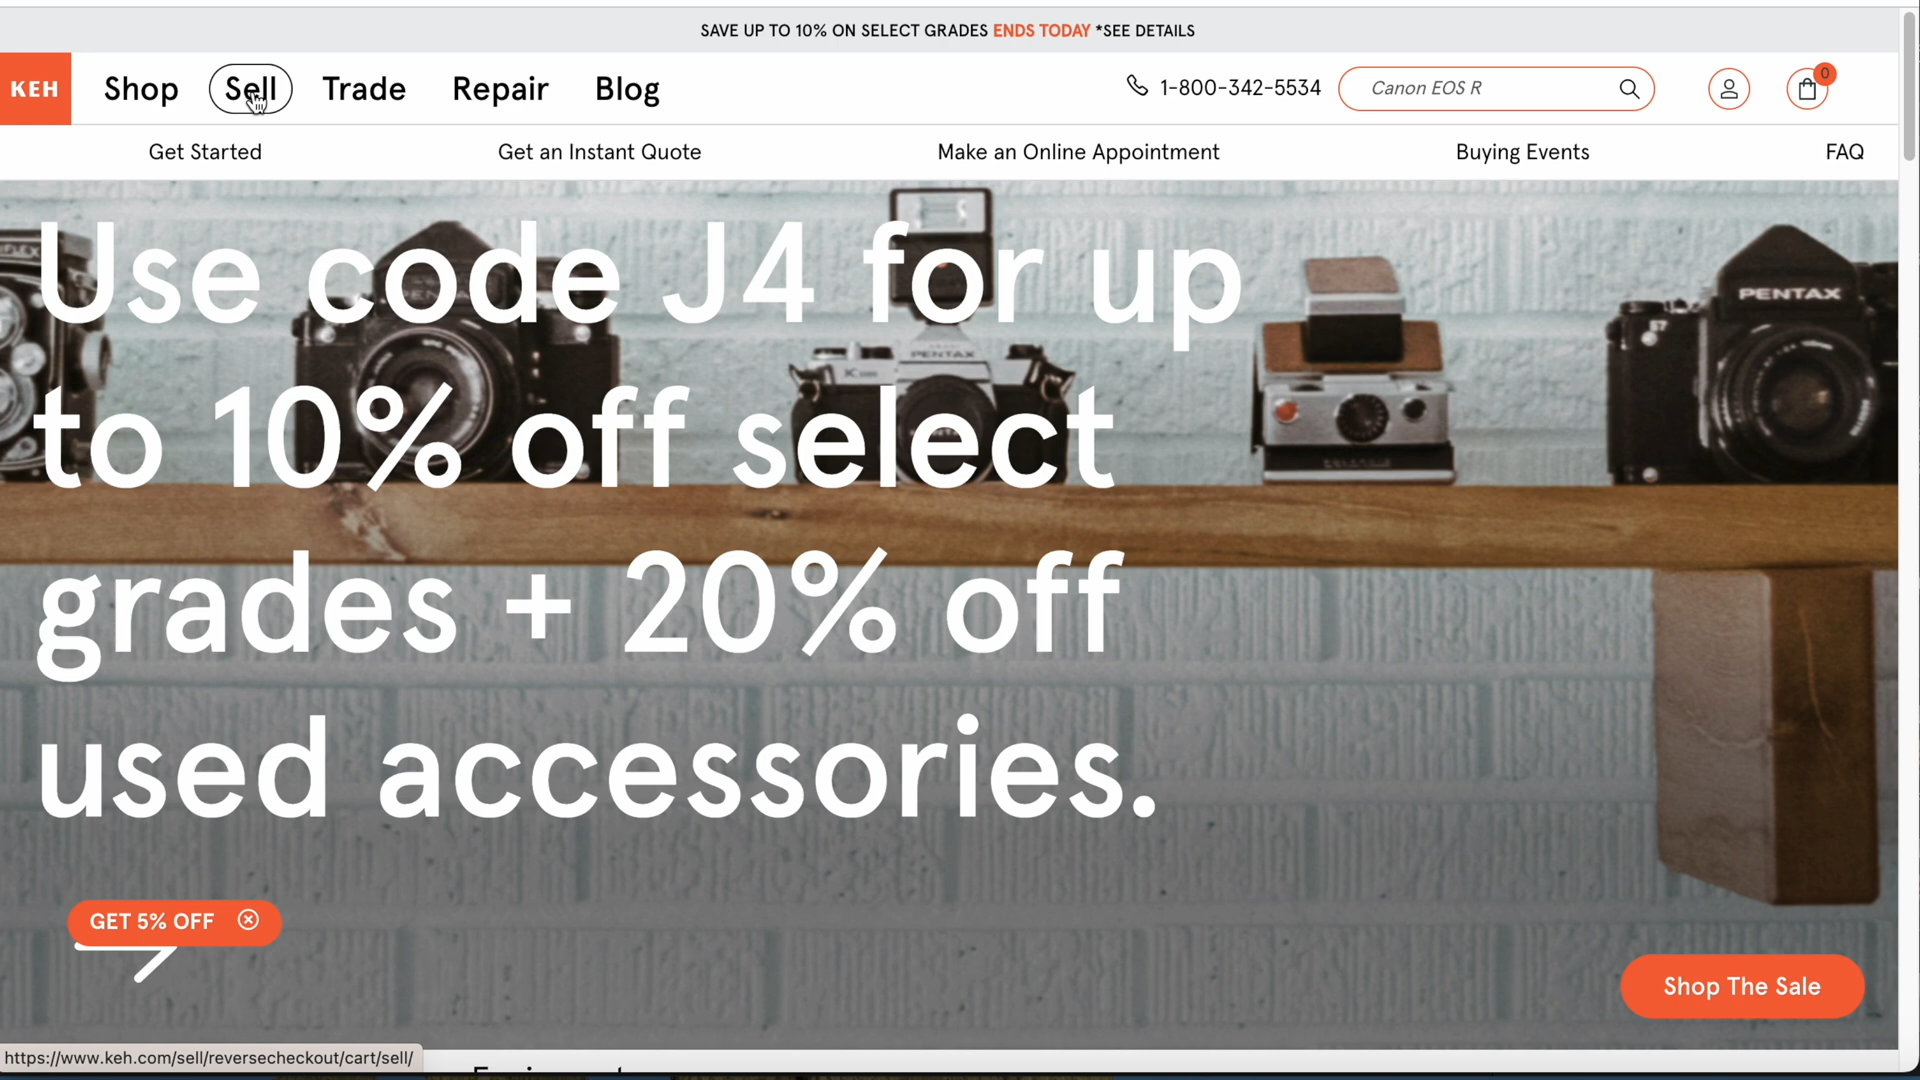 SAVE UP TO 10% ON SELECT GRADES ENDS TODAY *SEE DETAILS
KEH
Shop Sell Trade Repair Blog
1-800-342-5534
Canon EOS R
0
Get Started Get an Instant Quote Make an Online Appointment Buying Events FAQ
Use code J4 for up
to 10% off select
grades + 20% off
used accessories.
PENTAX
PENTAX
GET 5% OFF
Shop The Sale
https://www.keh.com/sell/reversecheckout/cart/sell/